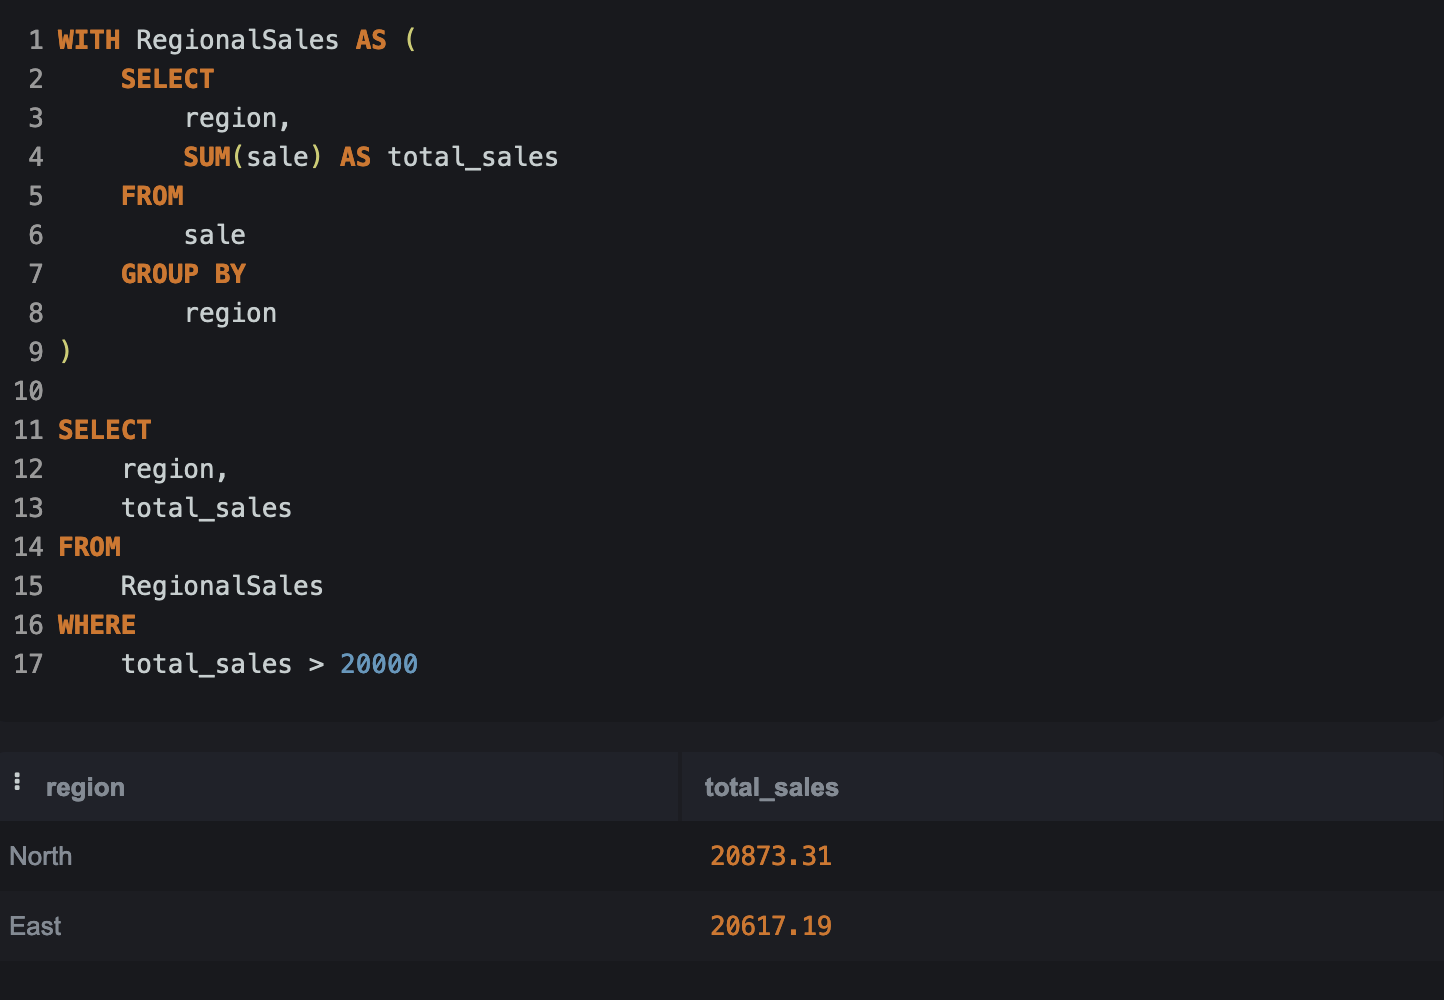 1 WITH RegionalSales AS (
2     SELECT
3         region,
4         SUM(sale) AS total_sales
5     FROM
6         sale
7     GROUP BY
8         region
9 )
10
11 SELECT
12     region,
13     total_sales
14 FROM
15     RegionalSales
16 WHERE
17     total_sales > 20000
region total_sales
North 20873.31
East 20617.19